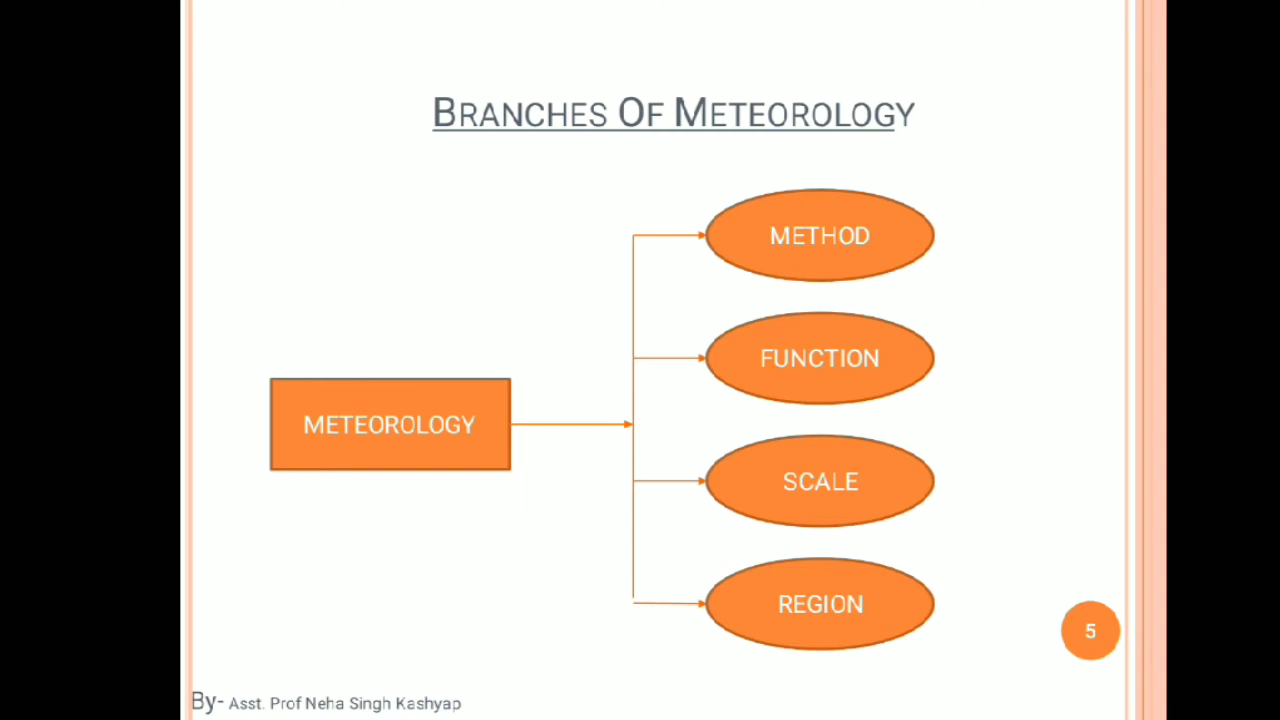 BRANCHES OF METEOROLOGY
METHOD
FUNCTION
METEOROLOGY
SCALE
REGION
5
By- Asst. Prof Neha Singh Kashyap